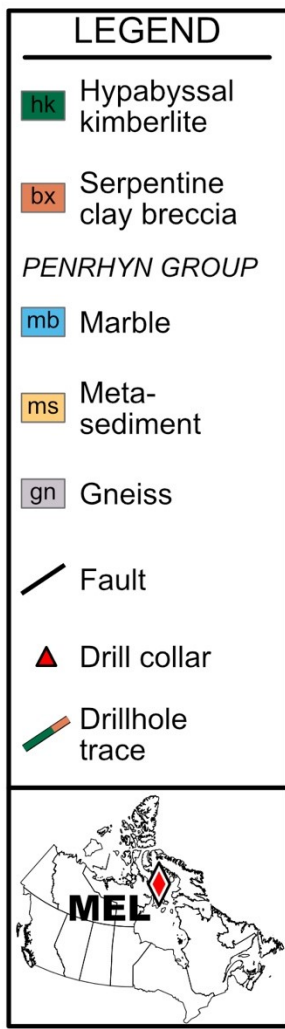 LEGEND
hk Hypabyssal
kimberlite
bx Serpentine
clay breccia
PENRHYN GROUP
mb Marble
ms Meta-
sediment
gn Gneiss
Fault
Drill collar
Drillhole
trace
MEL